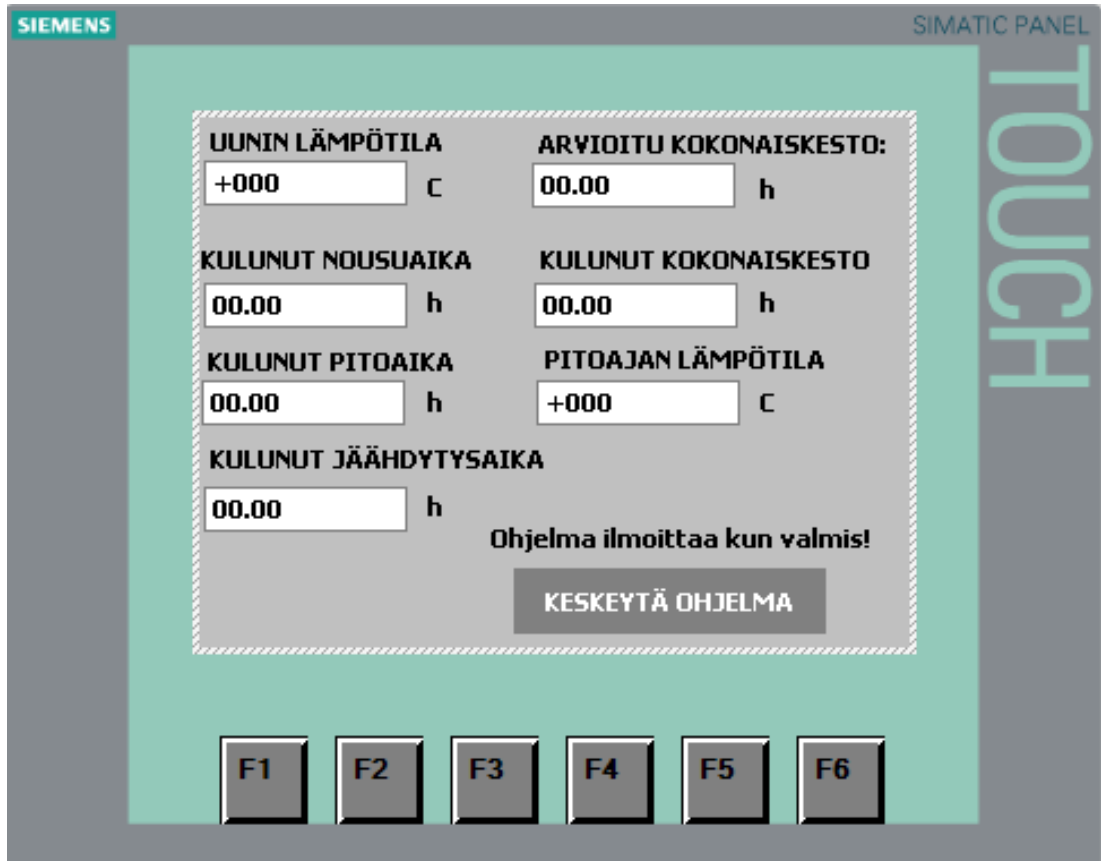 SIEMENS
SIMATIC PANEL
TOUCH
UUNIN LÄMPÖTILA
ARVIOITU KOKONAISKESTO:
+000 C
00.00 h
KULUNUT NOUSUAIKA
KULUNUT KOKONAISKESTO
00.00 h
00.00 h
KULUNUT PITOAIKA
PITOAJAN LÄMPÖTILA
00.00 h
+000 C
KULUNUT JÄÄHDYTYSAIKA
00.00 h
Ohjelma ilmoittaa kun valmis!
KESKEYTÄ OHJELMA
F1 F2 F3 F4 F5 F6